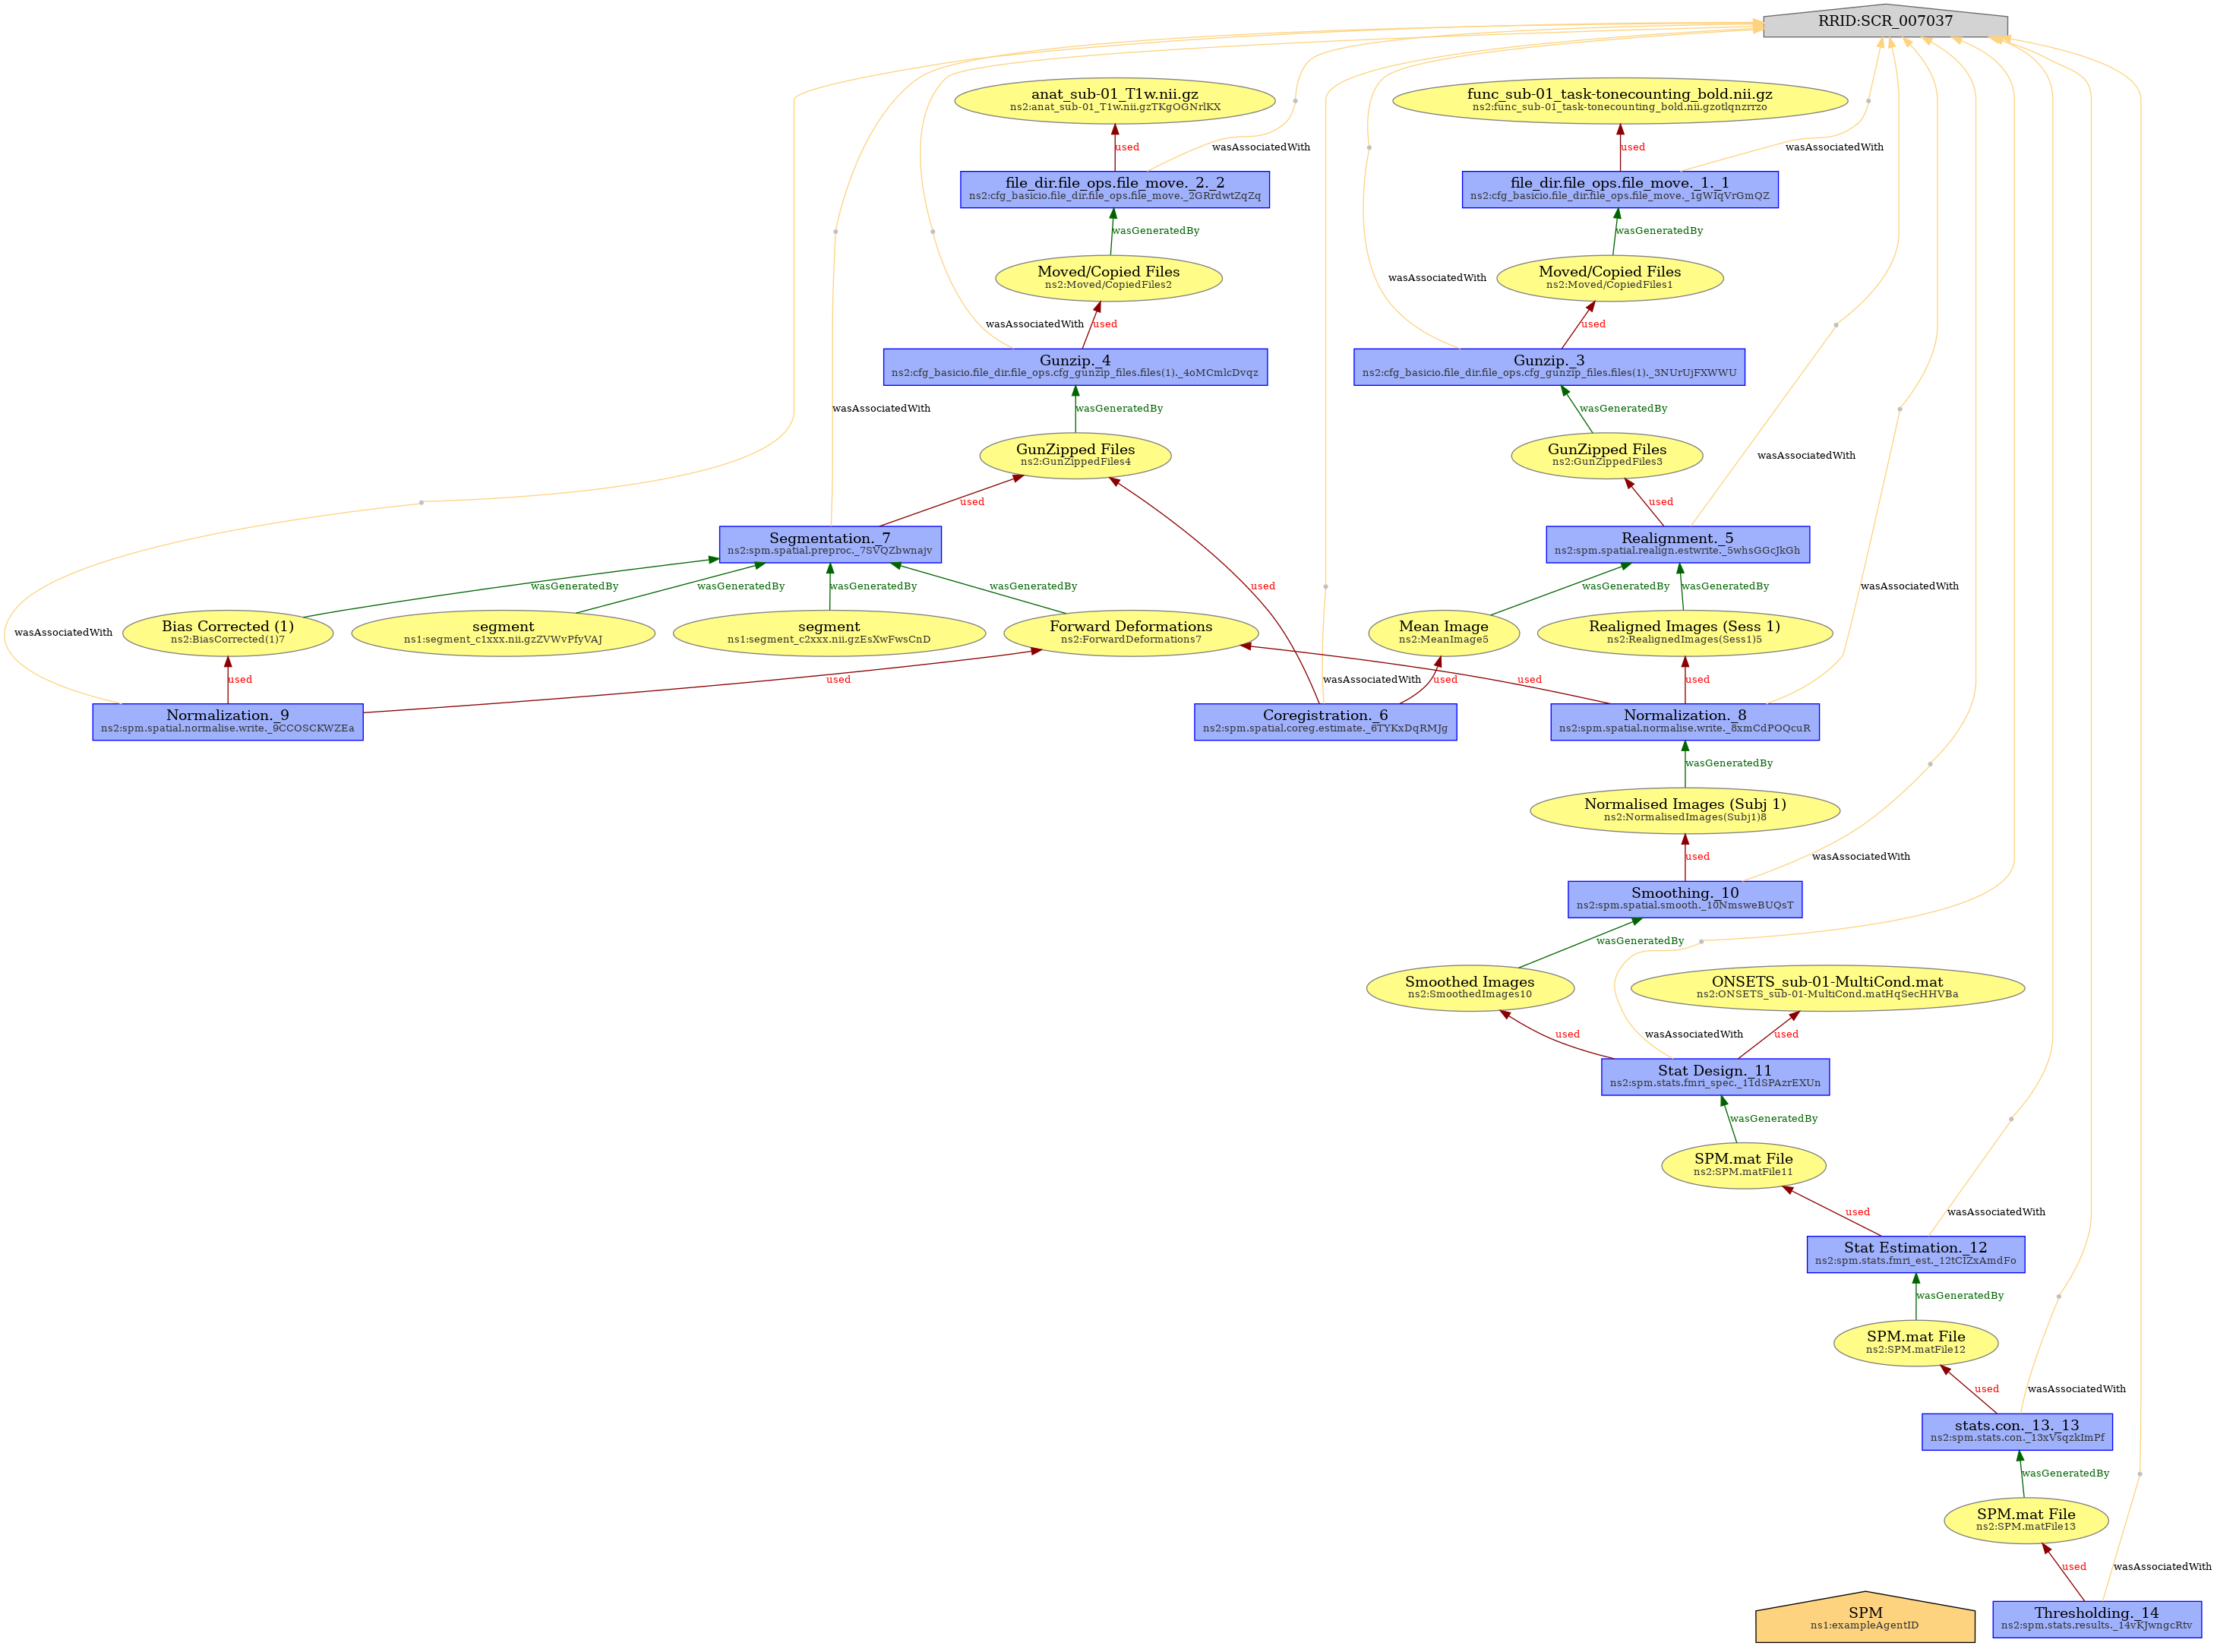 RRID:SCR_007037
anat_sub-01_T1w.nii.gz
ns2:anat_sub-01_T1w.nii.gzTKgOGNrlKX
func_sub-01_task-tonecounting_bold.nii.gz
ns2:func_sub-01_task-tonecounting_bold.nii.gzotlqnzrrzo
used
wasAssociatedWith
used
wasAssociatedWith
file_dir.file_ops.file_move._2._2
ns2:cfg_basicio.file_dir.file_ops.file_move._2GRrdwtZqZq
file_dir.file_ops.file_move._1._1
ns2:cfg_basicio.file_dir.file_ops.file_move._1gWIqVrGmQZ
wasGeneratedBy
wasGeneratedBy
Moved/Copied Files
ns2:Moved/CopiedFiles2
Moved/Copied Files
ns2:Moved/CopiedFiles1
wasAssociatedWith
wasAssociatedWith
used
used
Gunzip._4
ns2:cfg_basicio.file_dir.file_ops.cfg_gunzip_files.files(1)._4oMCmlcDvqz
Gunzip._3
ns2:cfg_basicio.file_dir.file_ops.cfg_gunzip_files.files(1)._3NUrUjFXWWU
wasAssociatedWith
wasGeneratedBy
wasGeneratedBy
GunZipped Files
ns2:GunZippedFiles4
GunZipped Files
ns2:GunZippedFiles3
wasAssociatedWith
used
used
Segmentation._7
ns2:spm.spatial.preproc._7SVQZbwnajv
Realignment._5
ns2:spm.spatial.realign.estwrite._5whsGGcJkGh
wasGeneratedBy
wasGeneratedBy
wasGeneratedBy
wasGeneratedBy
used
wasGeneratedBy
wasGeneratedBy
wasAssociatedWith
wasAssociatedWith
Bias Corrected (1)
ns2:BiasCorrected(1)7
segment
ns1:segment_c1xxx.nii.gzZVWvPfyVAJ
segment
ns1:segment_c2xxx.nii.gzEsXwFwsCnD
Forward Deformations
ns2:ForwardDeformations7
Mean Image
ns2:MeanImage5
Realigned Images (Sess 1)
ns2:RealignedImages(Sess1)5
used
used
wasAssociatedWith
used
used
used
Normalization._9
ns2:spm.spatial.normalise.write._9CCOSCKWZEa
Coregistration._6
ns2:spm.spatial.coreg.estimate._6TYKxDqRMJg
Normalization._8
ns2:spm.spatial.normalise.write._8xmCdPOQcuR
wasGeneratedBy
Normalised Images (Subj 1)
ns2:NormalisedImages(Subj1)8
used
wasAssociatedWith
Smoothing._10
ns2:spm.spatial.smooth._10NmsweBUQsT
wasGeneratedBy
Smoothed Images
ns2:SmoothedImages10
ONSETS_sub-01-MultiCond.mat
ns2:ONSETS_sub-01-MultiCond.matHqSecHHVBa
used
wasAssociatedWith
used
Stat Design._11
ns2:spm.stats.fmri_spec._11dSPAzrEXUn
wasGeneratedBy
SPM.mat File
ns2:SPM.matFile11
used
wasAssociatedWith
Stat Estimation._12
ns2:spm.stats.fmri_est._12tCIZxAmdFo
wasGeneratedBy
SPM.mat File
ns2:SPM.matFile12
used
wasAssociatedWith
stats.con._13._13
ns2:spm.stats.con._13xVsqzkImPf
wasGeneratedBy
SPM.mat File
ns2:SPM.matFile13
used
wasAssociatedWith
SPM
ns1:exampleAgentID
Thresholding._14
ns2:spm.stats.results._14vKJwngcRtv